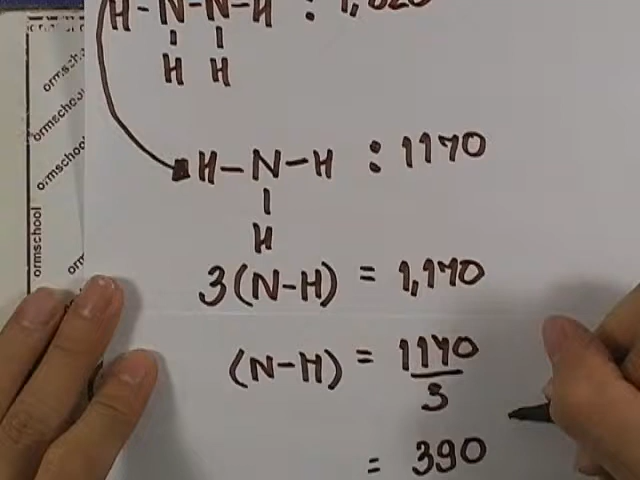 H-N-N-H : 1,820
H H
H-N-H : 1170
H
3(N-H) = 1,170
(N-H) = 1170
3
= 390
ormschool
ormschool
ormschool
ormschool